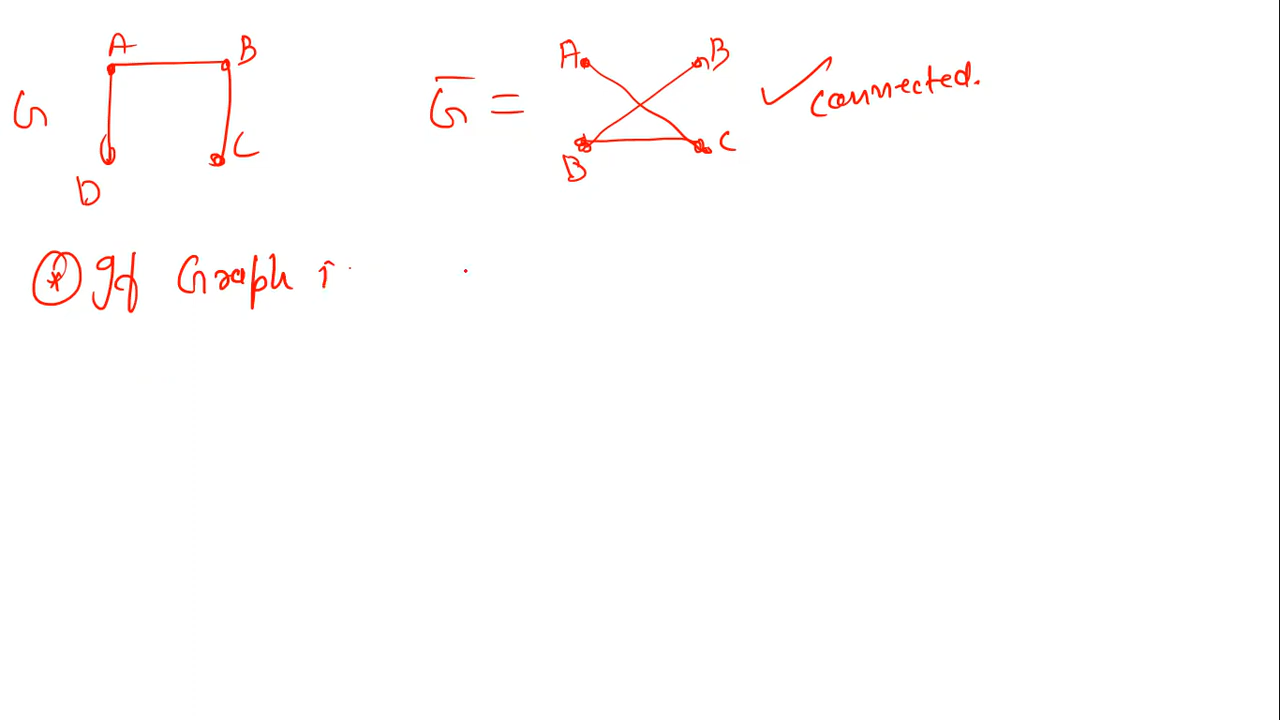 A B
G
D C
G̅ =
A B
B C
✓ connected.
⊛ If Graph i